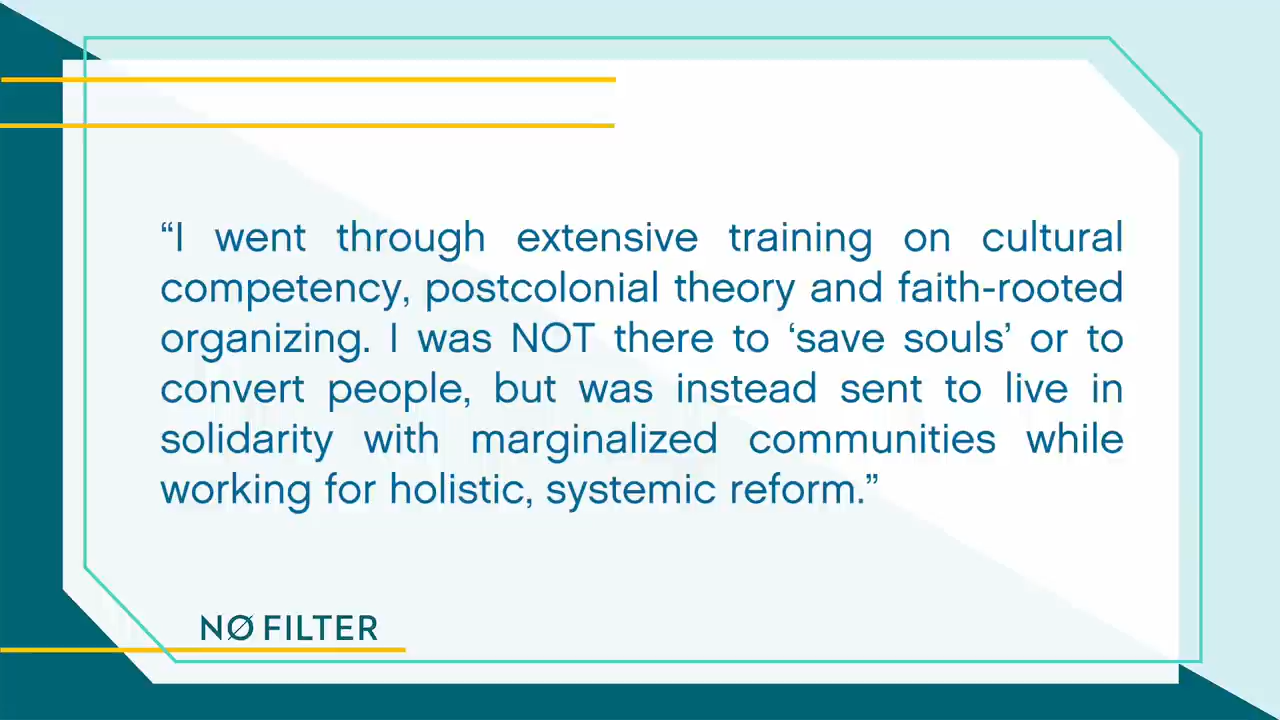 “I went through extensive training on cultural
competency, postcolonial theory and faith-rooted
organizing. I was NOT there to ‘save souls’ or to
convert people, but was instead sent to live in
solidarity with marginalized communities while
working for holistic, systemic reform.”
NØ FILTER